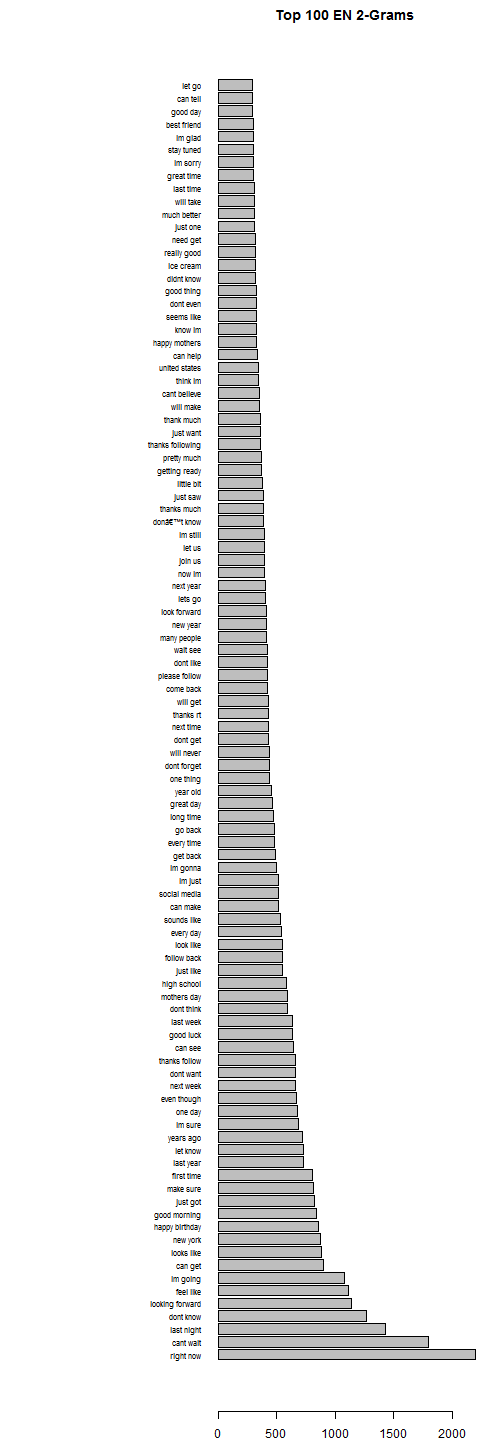 Top 100 EN 2-Grams
let go
can tell
good day
best friend
im glad
stay tuned
im sorry
great time
last time
will take
much better
just one
need get
really good
ice cream
didnt know
good thing
dont even
seems like
know im
happy mothers
can help
united states
think im
cant believe
will make
thank much
just want
thanks following
pretty much
getting ready
little bit
just saw
thanks much
donâ€™t know
im still
let us
join us
now im
next year
lets go
look forward
new year
many people
wait see
dont like
please follow
come back
will get
thanks rt
next time
dont get
will never
dont forget
one thing
year old
great day
long time
go back
every time
get back
im gonna
im just
social media
can make
sounds like
every day
look like
follow back
just like
high school
mothers day
dont think
last week
good luck
can see
thanks follow
dont want
next week
even though
one day
im sure
years ago
let know
last year
first time
make sure
just got
good morning
happy birthday
new york
looks like
can get
im going
feel like
looking forward
dont know
last night
cant wait
right now
0 500 1000 1500 2000